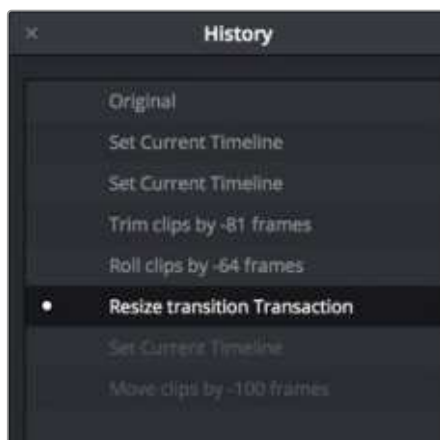 History
Original
Set Current Timeline
Set Current Timeline
Trim clips by -81 frames
Roll clips by -64 frames
Resize transition Transaction
Set Current Timeline
Move clips by -100 frames